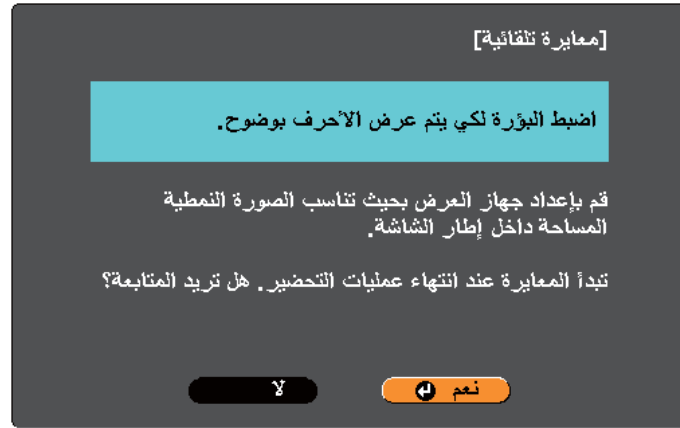 [معايرة تلقائية]
اضبط البؤرة لكي يتم عرض الأحرف بوضوح.
قم بإعداد جهاز العرض بحيث تناسب الصورة النمطية
المساحة داخل إطار الشاشة.
تبدأ المعايرة عند انتهاء عمليات التحضير. هل تريد المتابعة؟
نعم
لا